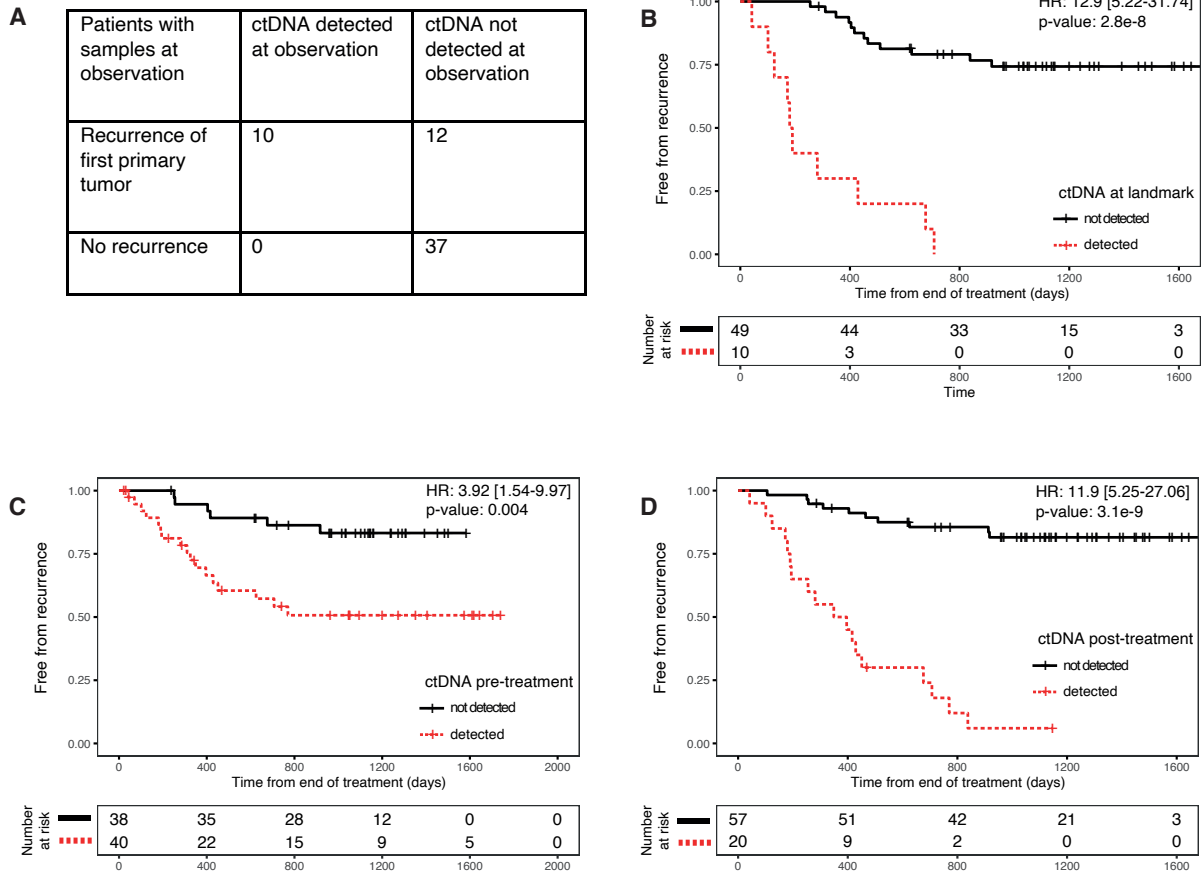 A
Patients with samples at observation
ctDNA detected at observation
ctDNA not detected at observation
Recurrence of first primary tumor
10
12
No recurrence
0
37
B
HR: 12.9 [5.22-31.74]
p-value: 2.8e-8
Free from recurrence
1.00
0.75
0.50
0.25
0.00
ctDNA at landmark
not detected
detected
0 400 800 1200 1600
Time from end of treatment (days)
Number at risk
49 44 33 15 3
10 3 0 0 0
0 400 800 1200 1600
Time
C
HR: 3.92 [1.54-9.97]
p-value: 0.004
Free from recurrence
1.00
0.75
0.50
0.25
0.00
ctDNA pre-treatment
not detected
detected
0 400 800 1200 1600 2000
Time from end of treatment (days)
Number at risk
38 35 28 12 0 0
40 22 15 9 5 0
0 400 800 1200 1600 2000
D
HR: 11.9 [5.25-27.06]
p-value: 3.1e-9
Free from recurrence
1.00
0.75
0.50
0.25
0.00
ctDNA post-treatment
not detected
detected
0 400 800 1200 1600
Time from end of treatment (days)
Number at risk
57 51 42 21 3
20 9 2 0 0
0 400 800 1200 1600